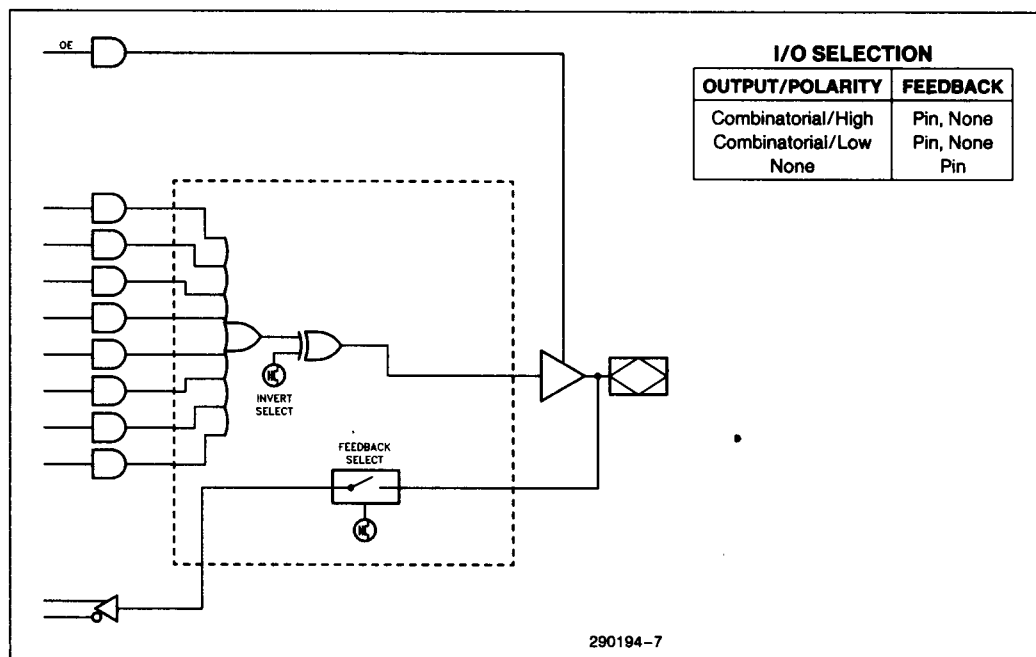 OE
I/O SELECTION
OUTPUT/POLARITY FEEDBACK
Combinatorial/High Pin, None
Combinatorial/Low Pin, None
None Pin
INVERT
SELECT
FEEDBACK
SELECT
290194-7